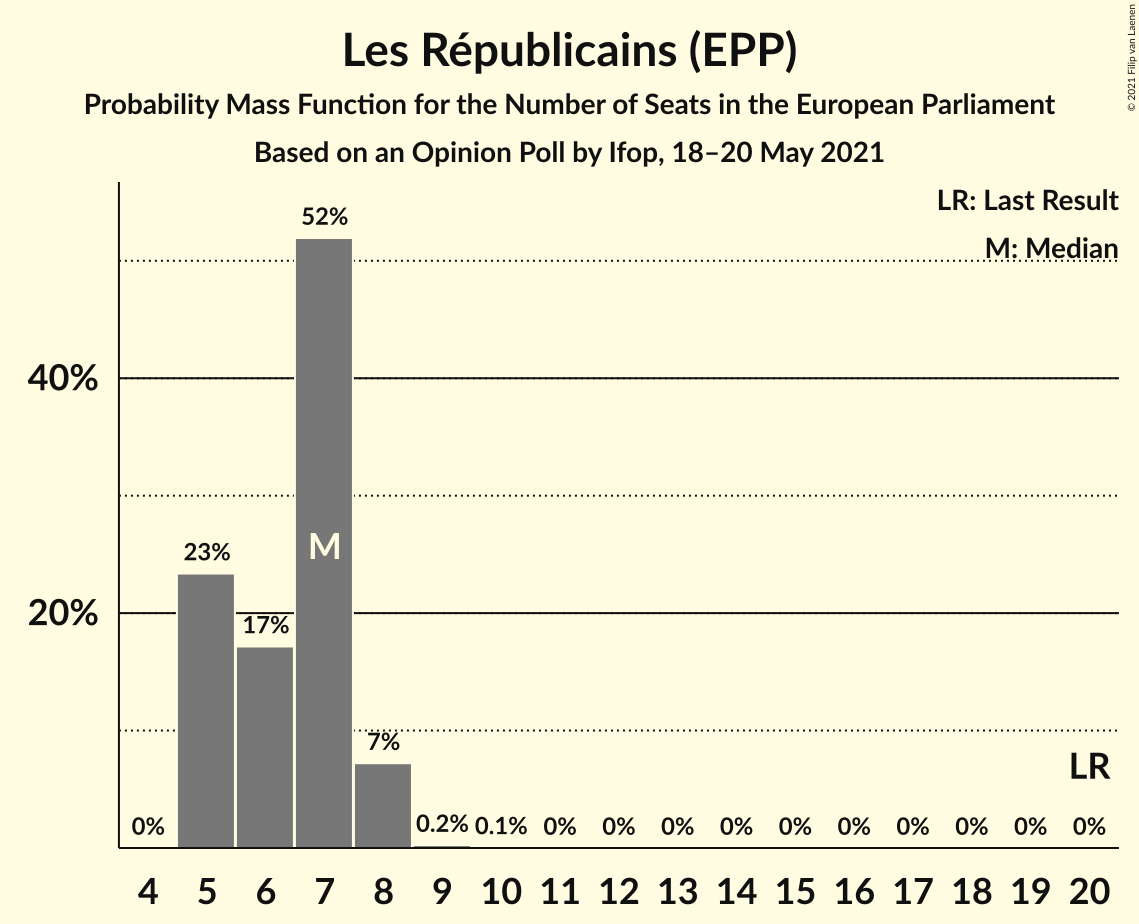 Les Républicains (EPP)
Probability Mass Function for the Number of Seats in the European Parliament
Based on an Opinion Poll by Ifop, 18–20 May 2021
© 2021 Filip van Laenen
LR: Last Result
M: Median
52%
40%
23%
M
20%
17%
7%
LR
0%
0.2%
0.1%
0%
0%
0%
0%
0%
0%
0%
0%
0%
0%
4 5 6 7 8 9 10 11 12 13 14 15 16 17 18 19 20